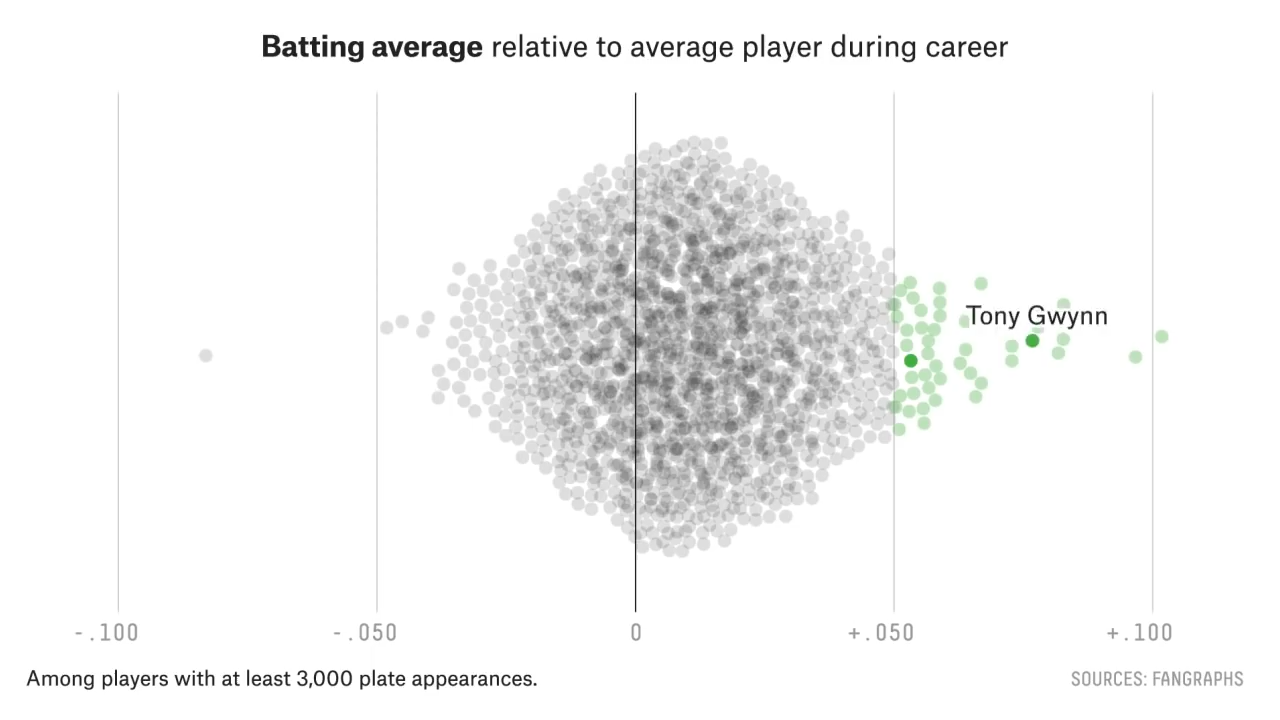 Batting average relative to average player during career
Tony Gwynn
-.100 -.050 0 +.050 +.100
Among players with at least 3,000 plate appearances.
SOURCES: FANGRAPHS